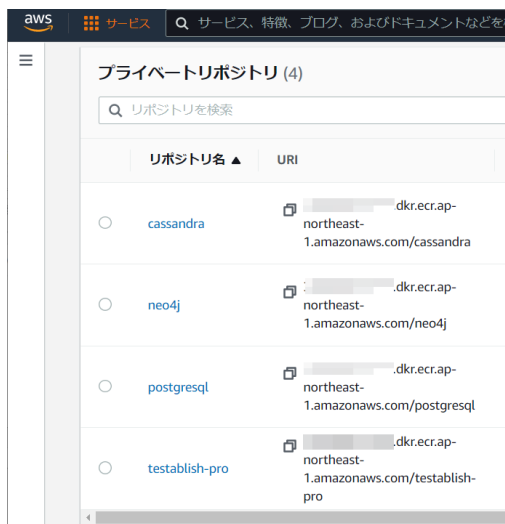 aws サービス サービス、特徴、ブログ、およびドキュメントなどを
プライベートリポジトリ (4)
リポジトリを検索
リポジトリ名 ▲ URI
.dkr.ecr.ap-
cassandra
northeast-
1.amazonaws.com/cassandra
.dkr.ecr.ap-
neo4j
northeast-
1.amazonaws.com/neo4j
.dkr.ecr.ap-
postgresql
northeast-
1.amazonaws.com/postgresql
.dkr.ecr.ap-
testablish-pro
northeast-
1.amazonaws.com/testablish-
pro